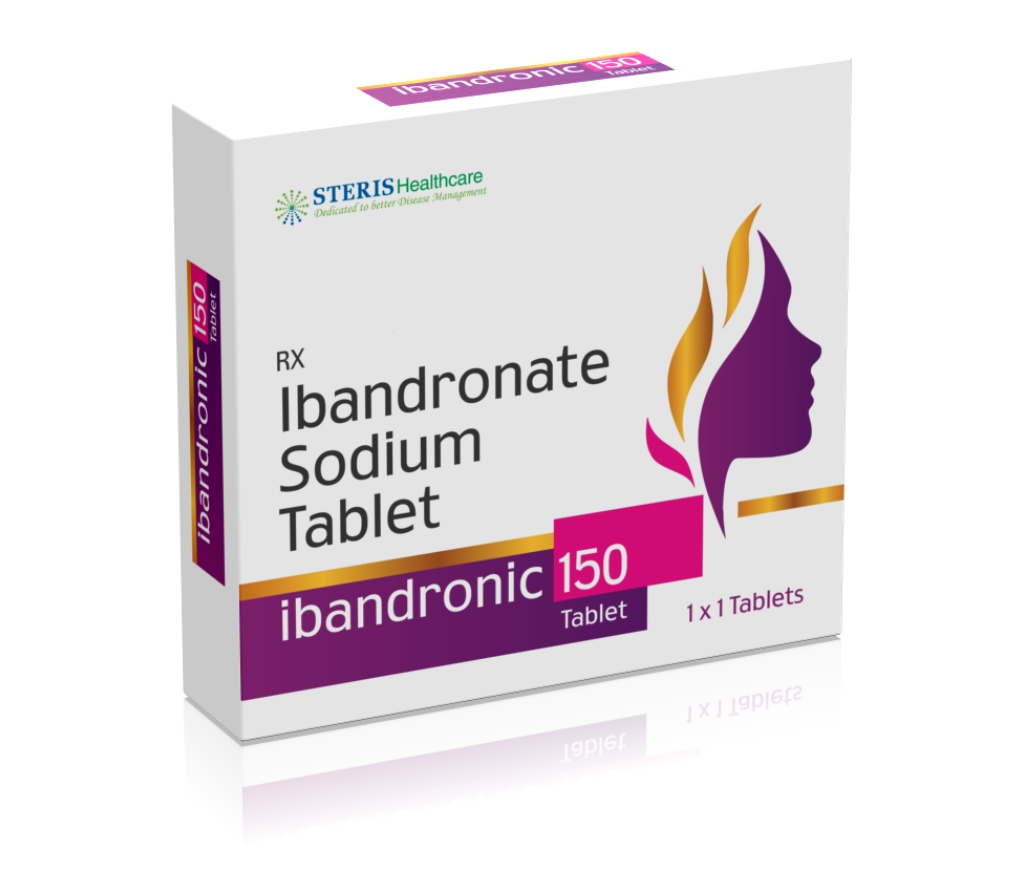 ibandronic 150
Tablet
STERIS Healthcare
Dedicated to better Disease Management
RX
Ibandronate
Sodium
Tablet
ibandronic 150
Tablet
1 x 1 Tablets
ibandronic 150
Tablet